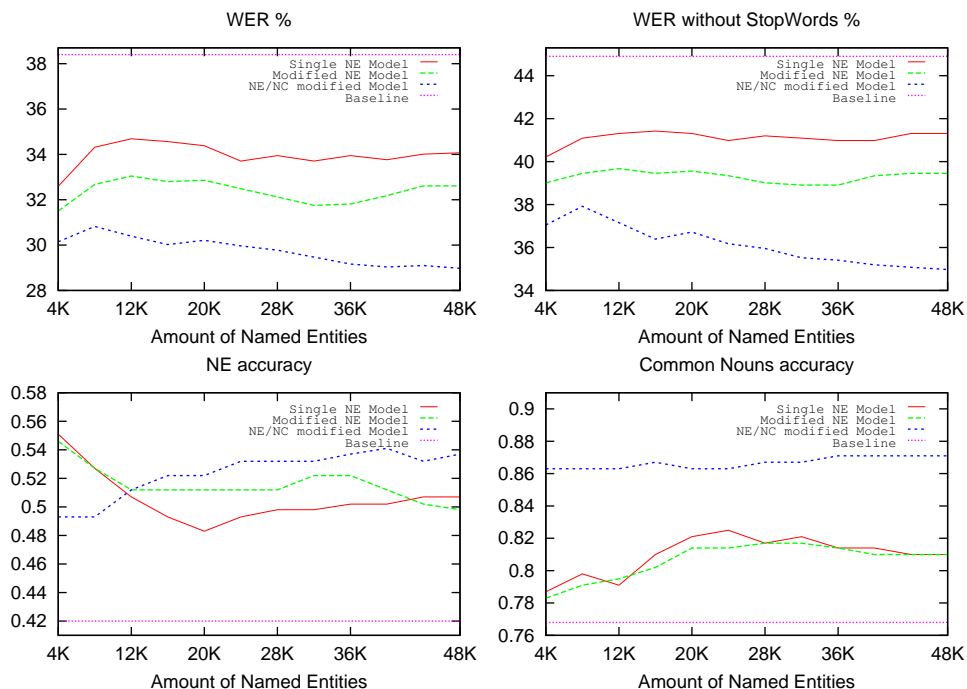 WER %
38
36
34
32
30
28
4K 12K 20K 28K 36K 48K
Amount of Named Entities
Single NE Model
Modified NE Model
NE/NC modified Model
Baseline
WER without StopWords %
44
42
40
38
36
34
4K 12K 20K 28K 36K 48K
Amount of Named Entities
Single NE Model
Modified NE Model
NE/NC modified Model
Baseline
NE accuracy
0.58
0.56
0.54
0.52
0.5
0.48
0.46
0.44
0.42
4K 12K 20K 28K 36K 48K
Amount of Named Entities
Single NE Model
Modified NE Model
NE/NC modified Model
Baseline
Common Nouns accuracy
0.9
0.88
0.86
0.84
0.82
0.8
0.78
0.76
4K 12K 20K 28K 36K 48K
Amount of Named Entities
Single NE Model
Modified NE Model
NE/NC modified Model
Baseline